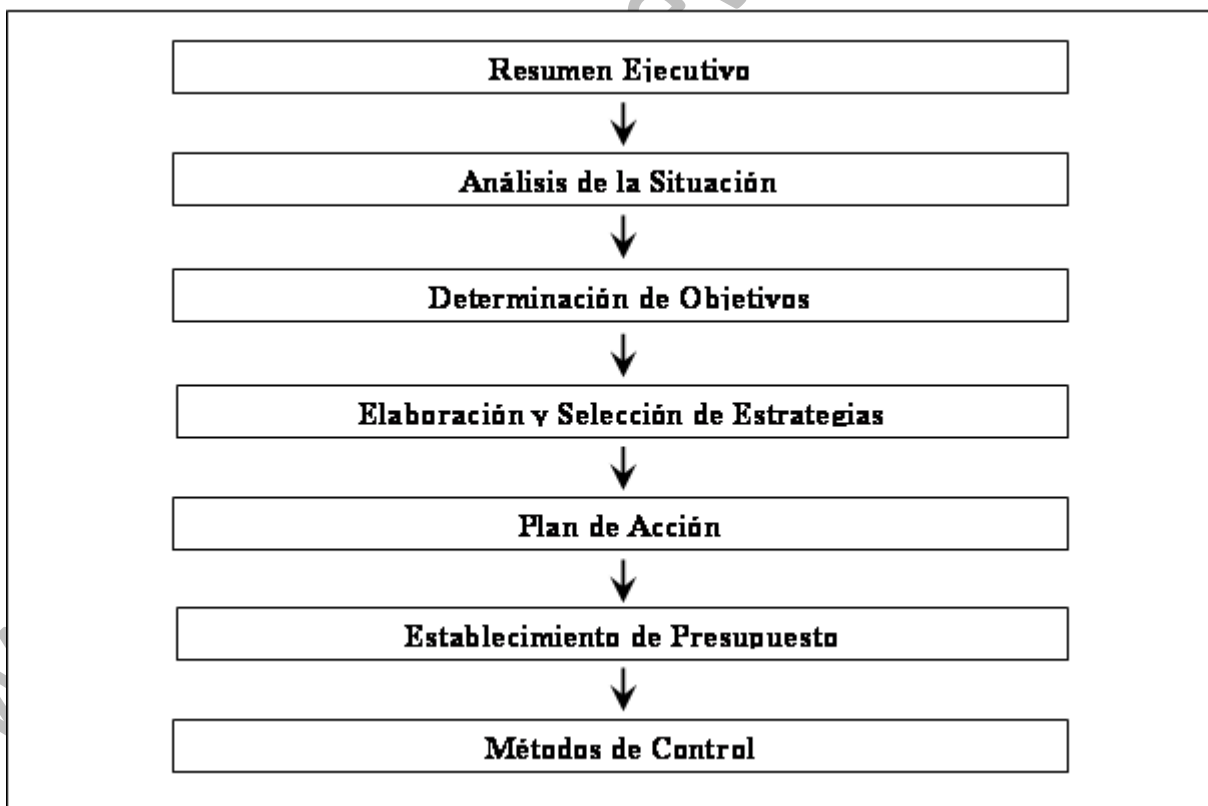 Resumen Ejecutivo
Análisis de la Situación
Determinación de Objetivos
Elaboración y Selección de Estrategias
Plan de Acción
Establecimiento de Presupuesto
Métodos de Control